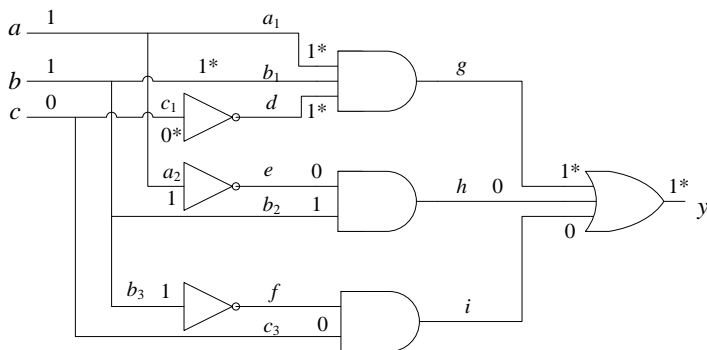 a 1 a₁
1*
b 1 1* b₁ g
c 0 c₁ d 1*
0*
a₂ e 0 1* 1*
1 b₂ 1 h 0 y
0
b₃ 1 f i
c₃ 0